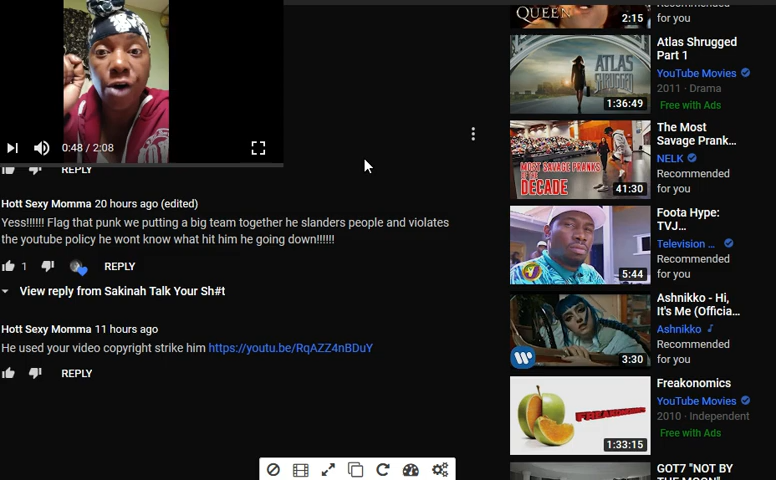 0:48 / 2:08
REPLY
Hott Sexy Momma 20 hours ago (edited)
Yess!!!!!! Flag that punk we putting a big team together he slanders people and violates
the youtube policy he wont know what hit him he going down!!!!!!
1
REPLY
View reply from Sakinah Talk Your Sh#t
Hott Sexy Momma 11 hours ago
He used your video copyright strike him https://youtu.be/RqAZZ4nBDuY
REPLY
QUEEN
2:15
Recommended
for you
ATLAS
SHRUGGED
1:36:49
Atlas Shrugged
Part 1
YouTube Movies
2011 · Drama
Free with Ads
MOST SAVAGE PRANKS
OF THE
DECADE
41:30
The Most
Savage Prank…
NELK
Recommended
for you
5:44
Foota Hype:
TVJ…
Television ...
Recommended
for you
3:30
Ashnikko - Hi,
It's Me (Officia…
Ashnikko
Recommended
for you
FREAKONOMICS
1:33:15
Freakonomics
YouTube Movies
2010 · Independent
Free with Ads
GOT7 "NOT BY
THE MOON"